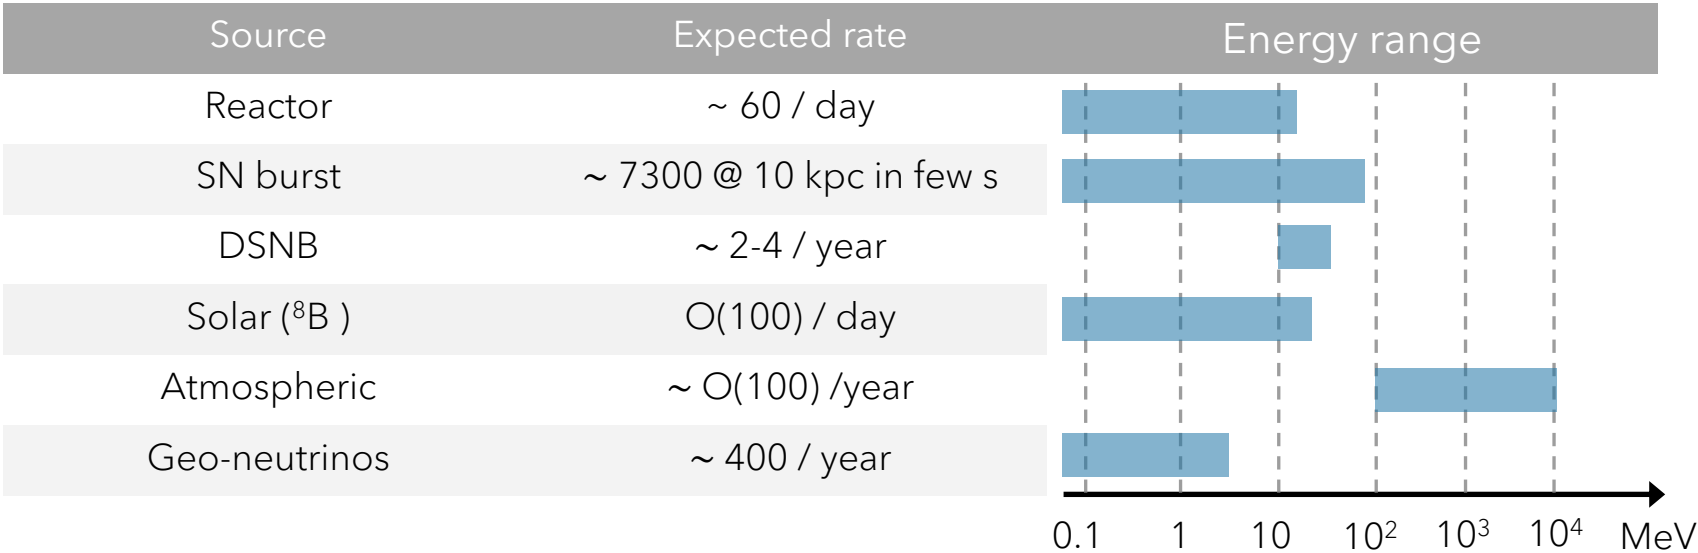 Source Expected rate Energy range
Reactor ~ 60 / day
SN burst ~ 7300 @ 10 kpc in few s
DSNB ~ 2-4 / year
Solar (⁸B ) O(100) / day
Atmospheric ~ O(100) /year
Geo-neutrinos ~ 400 / year
0.1 1 10 10² 10³ 10⁴ MeV